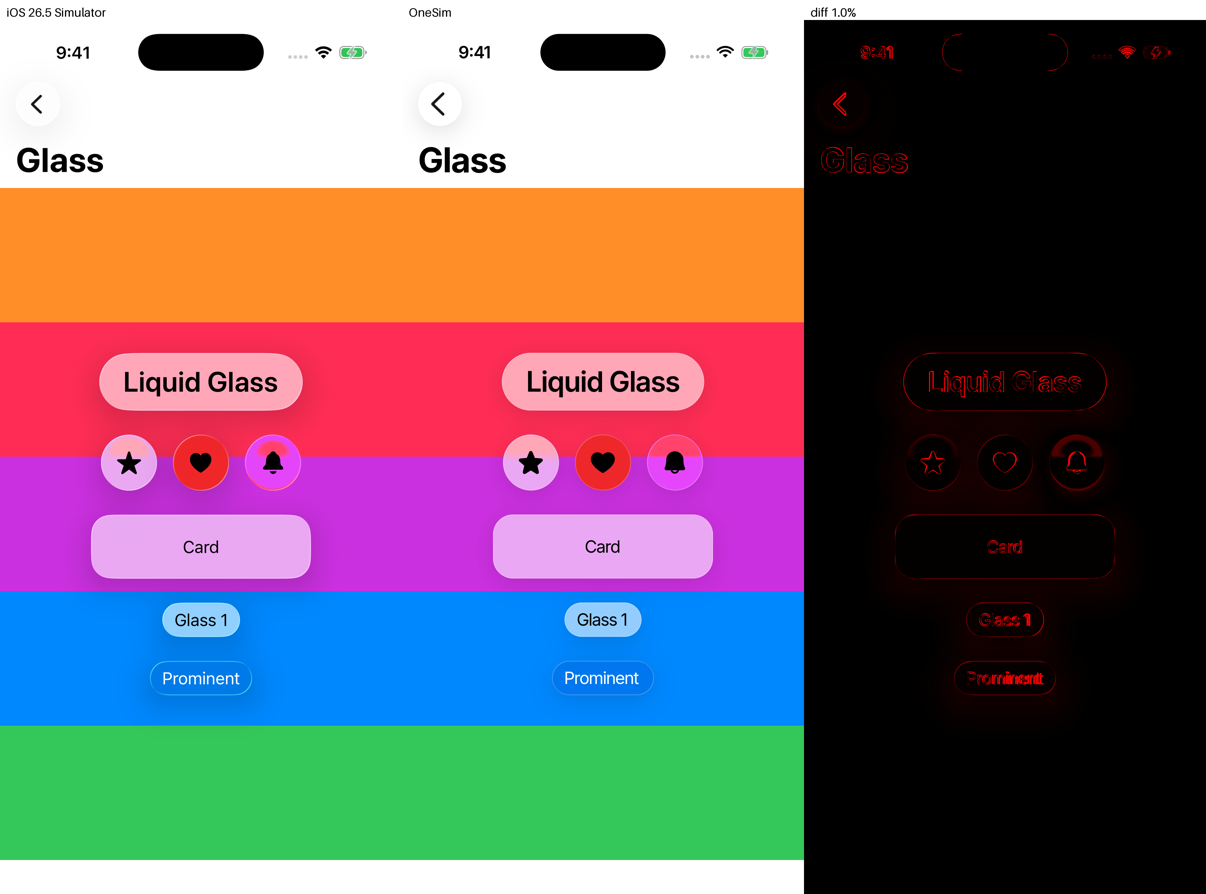 iOS 26.5 Simulator
OneSim
diff 1.0%
9:41
9:41
9:41
Glass
Glass
Glass
Liquid Glass
Liquid Glass
Liquid Glass
Card
Card
Card
Glass 1
Glass 1
Glass 1
Prominent
Prominent
Prominent